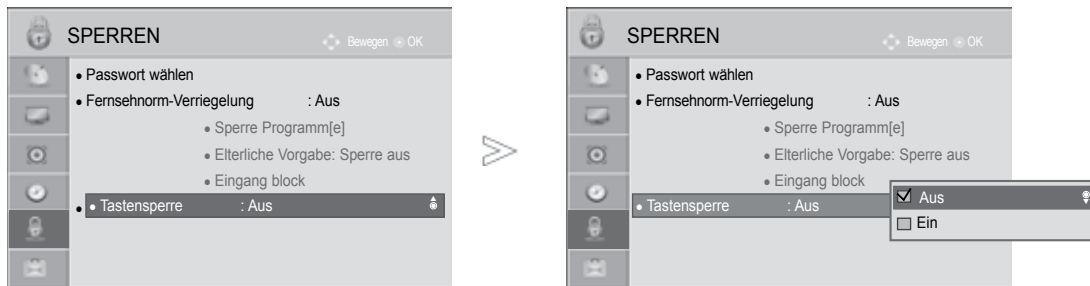 SPERREN
Bewegen OK
• Passwort wählen
• Fernsehnorm-Verriegelung : Aus
• Sperre Programm[e]
• Elterliche Vorgabe: Sperre aus
• Eingang block
• • Tastensperre : Aus
SPERREN
Bewegen OK
• Passwort wählen
• Fernsehnorm-Verriegelung : Aus
• Sperre Programm[e]
• Elterliche Vorgabe: Sperre aus
• Eingang block
• Tastensperre : Aus
Aus
Ein